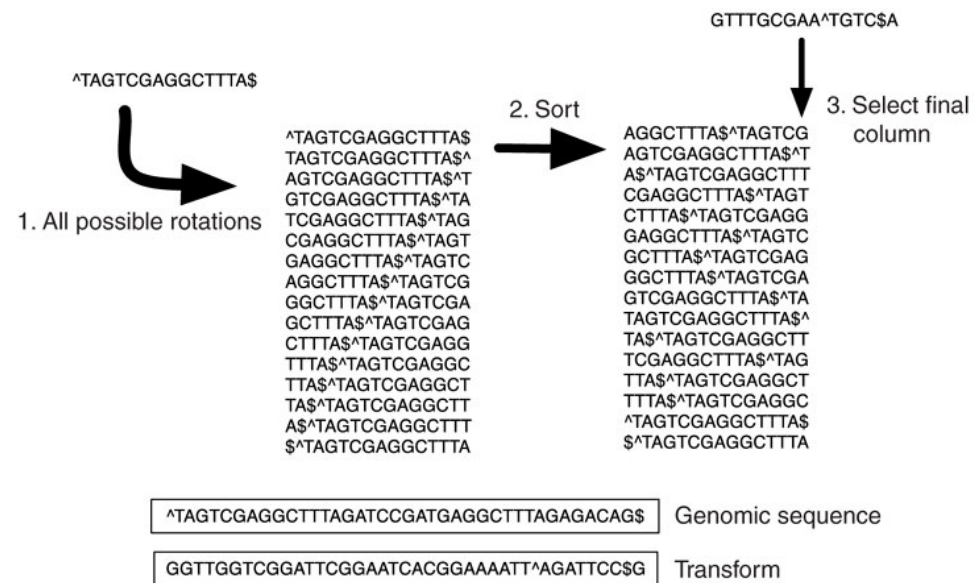 GTTTGCGAA^TGTC$A
^TAGTCGAGGCTTTA$
1. All possible rotations
^TAGTCGAGGCTTTA$
TAGTCGAGGCTTTA$^
AGTCGAGGCTTTA$^T
GTCGAGGCTTTA$^TA
TCGAGGCTTTA$^TAG
CGAGGCTTTA$^TAGT
GAGGCTTTA$^TAGTC
AGGCTTTA$^TAGTCG
GGCTTTA$^TAGTCGA
GCTTTA$^TAGTCGAG
CTTTA$^TAGTCGAGG
TTTA$^TAGTCGAGGC
TTA$^TAGTCGAGGCT
TA$^TAGTCGAGGCTT
A$^TAGTCGAGGCTTT
$^TAGTCGAGGCTTTA
2. Sort
AGGCTTTA$^TAGTCG
AGTCGAGGCTTTA$^T
A$^TAGTCGAGGCTTT
CGAGGCTTTA$^TAGT
CTTTA$^TAGTCGAGG
GAGGCTTTA$^TAGTC
GCTTTA$^TAGTCGAG
GGCTTTA$^TAGTCGA
GTCGAGGCTTTA$^TA
TAGTCGAGGCTTTA$^
TA$^TAGTCGAGGCTT
TCGAGGCTTTA$^TAG
TTA$^TAGTCGAGGCT
TTTA$^TAGTCGAGGC
^TAGTCGAGGCTTTA$
$^TAGTCGAGGCTTTA
3. Select final
column
^TAGTCGAGGCTTTAGATCCGATGAGGCTTTAGAGACAG$ Genomic sequence
GGTTGGTCGGATTCGGAATCACGGAAAATT^AGATTCC$G Transform